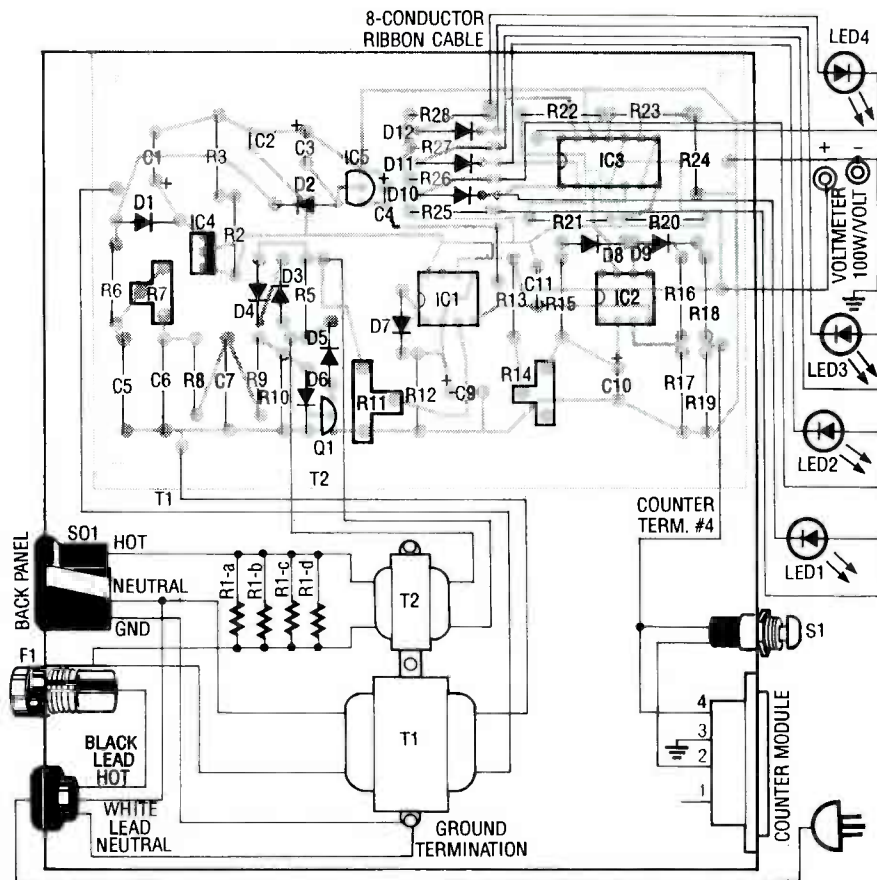 8-CONDUCTOR
RIBBON CABLE
LED4
R28
R22
R23
D12
C1
R3
IC2
+
C3
IC5
R27
D11
IC3
R24
+
-
R26
D2
+
C4
D10
R25
VOLTMETER
100W/VOLT
D1
+
IC4
R2
R21
R20
D8
D9
D3
R6
R7
D4
R5
IC1
R13
C11
R15
IC2
R16
R18
D7
D5
LED3
C5
C6
R8
C7
R9
R10
D6
R11
R12
+
-C9
R14
+
C10
R17
R19
Q1
LED2
T2
T1
COUNTER
TERM. #4
LED1
SO1
HOT
BACK PANEL
NEUTRAL
GND
R1-a
R1-b
R1-c
R1-d
T2
S1
F1
4
3
2
1
COUNTER MODULE
T1
BLACK
LEAD
HOT
WHITE
LEAD
NEUTRAL
GROUND
TERMINATION